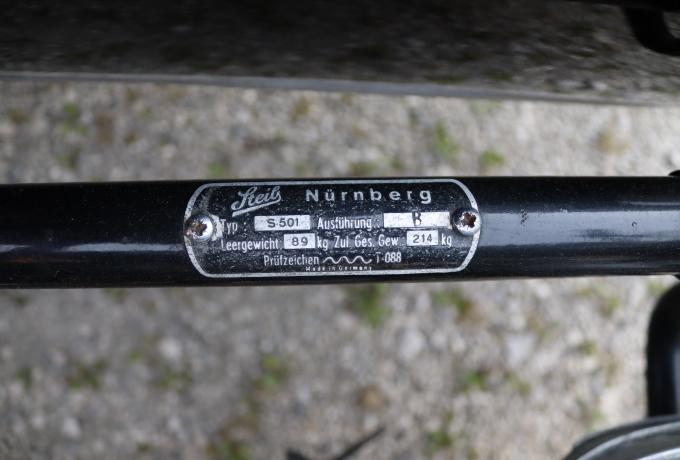 Steib Nürnberg
Typ: S-501 Ausführung: B
Leergewicht 89 kg Zul Ges. Gew. 214 kg
Prüfzeichen T-088
Made in Germany